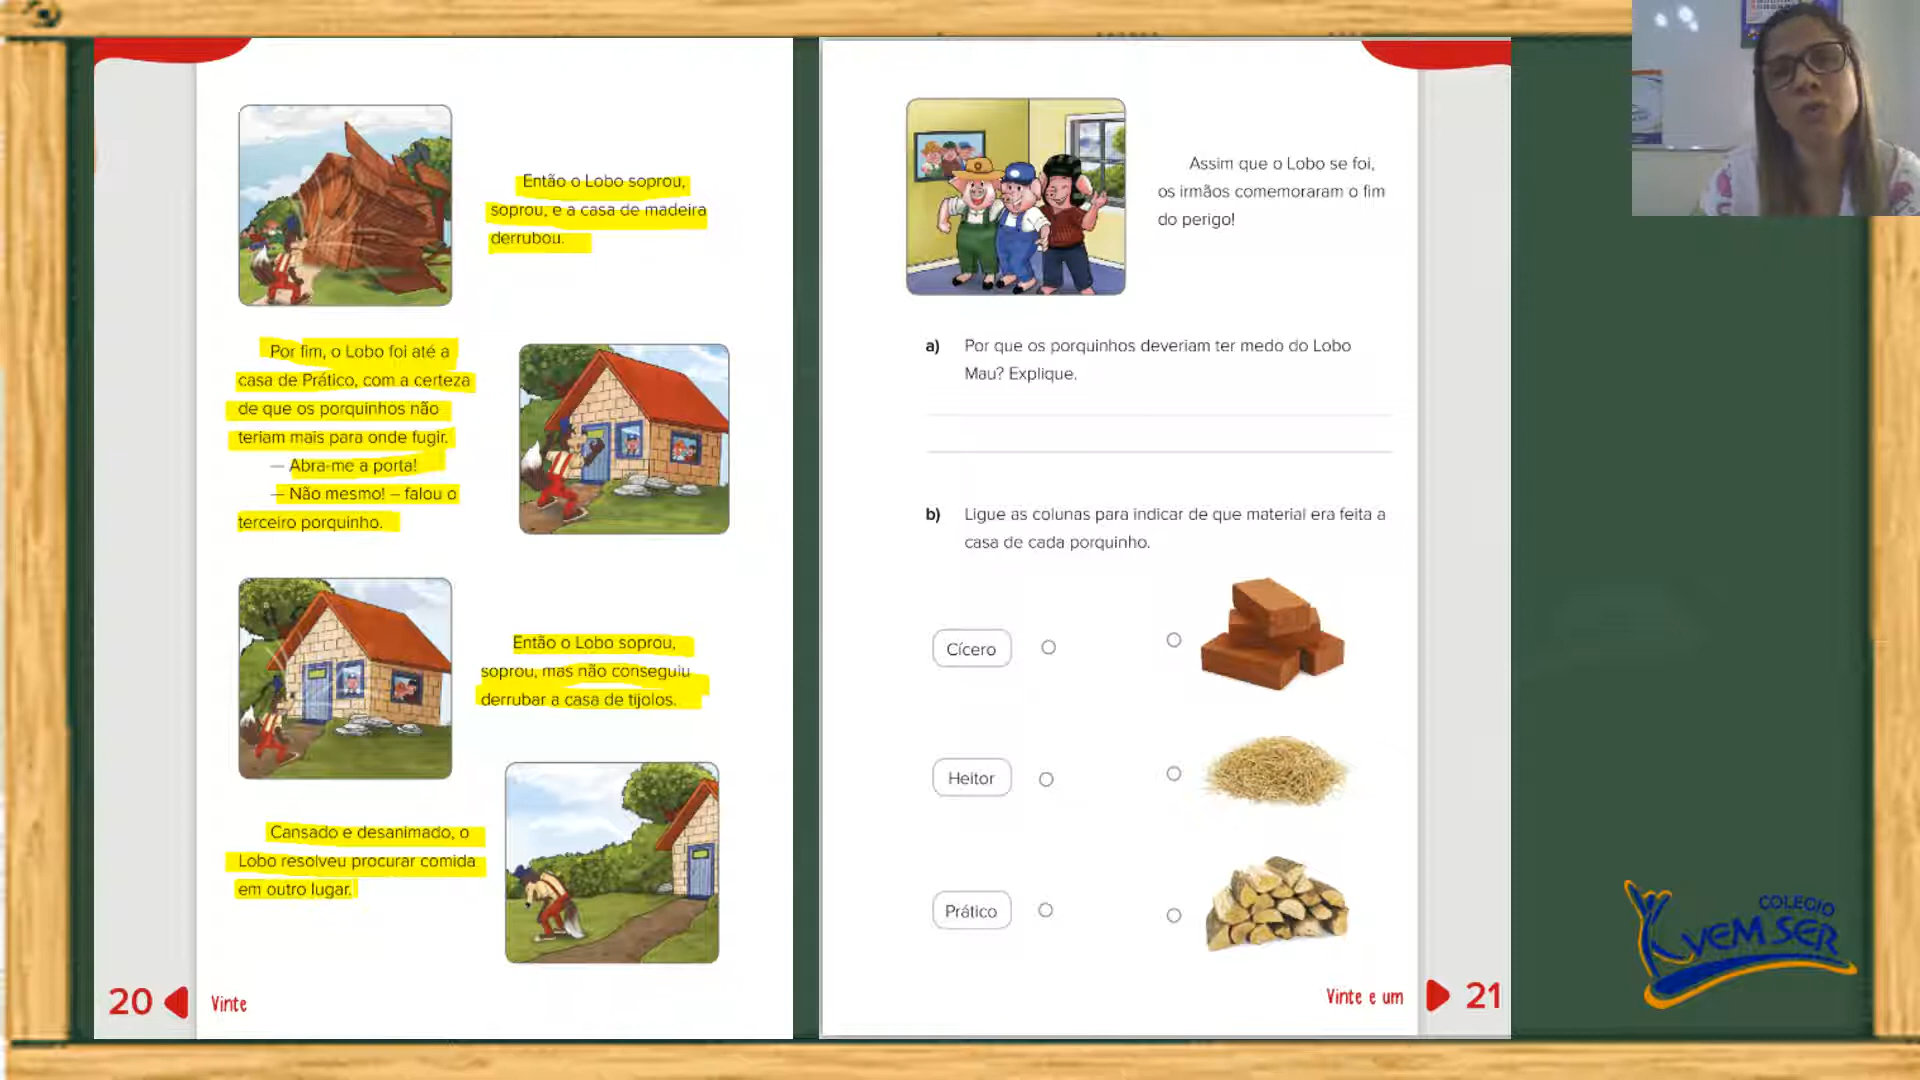 Então o Lobo soprou,
soprou, e a casa de madeira
derrubou.
Por fim, o Lobo foi até a
casa de Prático, com a certeza
de que os porquinhos não
teriam mais para onde fugir.
— Abra-me a porta!
— Não mesmo! – falou o
terceiro porquinho.
Então o Lobo soprou,
soprou, mas não conseguiu
derrubar a casa de tijolos.
Cansado e desanimado, o
Lobo resolveu procurar comida
em outro lugar.
20 Vinte
Assim que o Lobo se foi,
os irmãos comemoraram o fim
do perigo!
a) Por que os porquinhos deveriam ter medo do Lobo
Mau? Explique.
b) Ligue as colunas para indicar de que material era feita a
casa de cada porquinho.
Cícero
Heitor
Prático
Vinte e um 21
COLEGIO
VEM SER